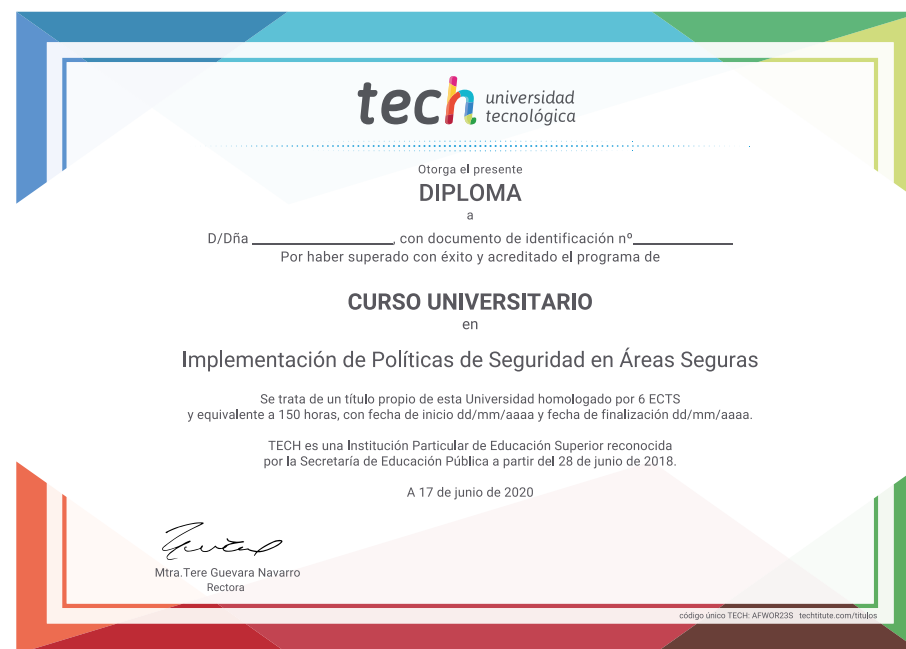 tech universidad
tecnológica
Otorga el presente
DIPLOMA
a
D/Dña ____________________, con documento de identificación nº______________
Por haber superado con éxito y acreditado el programa de
CURSO UNIVERSITARIO
en
Implementación de Políticas de Seguridad en Áreas Seguras
Se trata de un título propio de esta Universidad homologado por 6 ECTS
y equivalente a 150 horas, con fecha de inicio dd/mm/aaaa y fecha de finalización dd/mm/aaaa.
TECH es una Institución Particular de Educación Superior reconocida
por la Secretaría de Educación Pública a partir del 28 de junio de 2018.
A 17 de junio de 2020
Mtra.Tere Guevara Navarro
Rectora
código único TECH: AFWOR23S techtitute.com/titulos